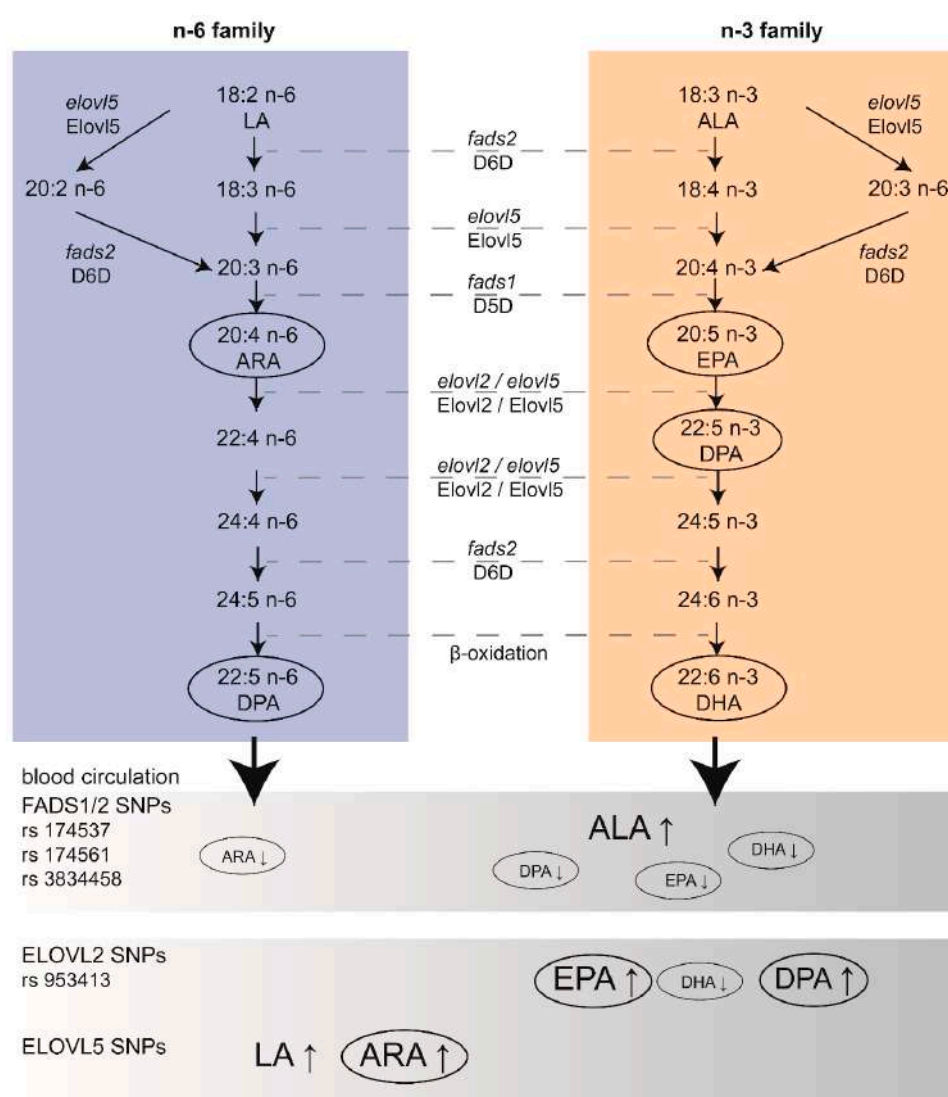 n-6 family
n-3 family
elovl5
Elovl5
18:2 n-6
LA
20:2 n-6
fads2
D6D
18:3 n-6
20:3 n-6
20:4 n-6
ARA
22:4 n-6
24:4 n-6
24:5 n-6
22:5 n-6
DPA
fads2
D6D
elovl5
Elovl5
fads1
D5D
elovl2 / elovl5
Elovl2 / Elovl5
elovl2 / elovl5
Elovl2 / Elovl5
fads2
D6D
β-oxidation
18:3 n-3
ALA
elovl5
Elovl5
18:4 n-3
20:3 n-6
20:4 n-3
fads2
D6D
20:5 n-3
EPA
22:5 n-3
DPA
24:5 n-3
24:6 n-3
22:6 n-3
DHA
blood circulation
FADS1/2 SNPs
rs 174537
rs 174561
rs 3834458
ARA ↓
ALA ↑
DPA ↓
EPA ↓
DHA ↓
ELOVL2 SNPs
rs 953413
EPA ↑
DHA ↓
DPA ↑
ELOVL5 SNPs
LA ↑
ARA ↑